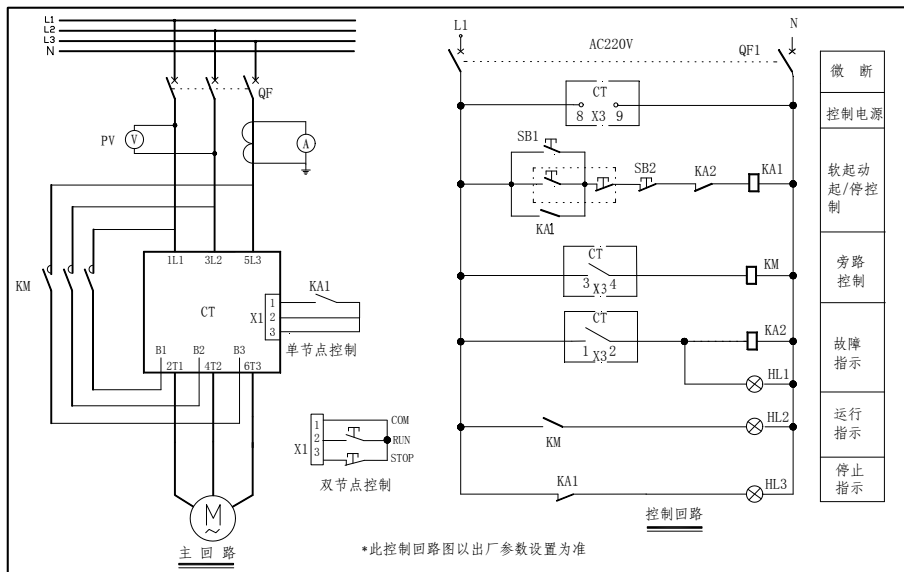 L1
L2
L3
N
QF
PV
V
A
KM
1L1 3L2 5L3
CT
X1
1
2
3
KA1
单节点控制
B1 B2 B3
2T1 4T2 6T3
X1
1
2
3
COM
RUN
STOP
双节点控制
M
~
主 回 路
L1
N
AC220V
QF1
CT
8 X3 9
SB1
SB2
KA2
KA1
KA1
CT
3 X3 4
KM
CT
1 X3 2
KA2
HL1
KM
HL2
KA1
HL3
控制回路
微 断
控制电源
软起动
起/停控
制
旁路
控制
故障
指示
运行
指示
停止
指示
*此控制回路图以出厂参数设置为准